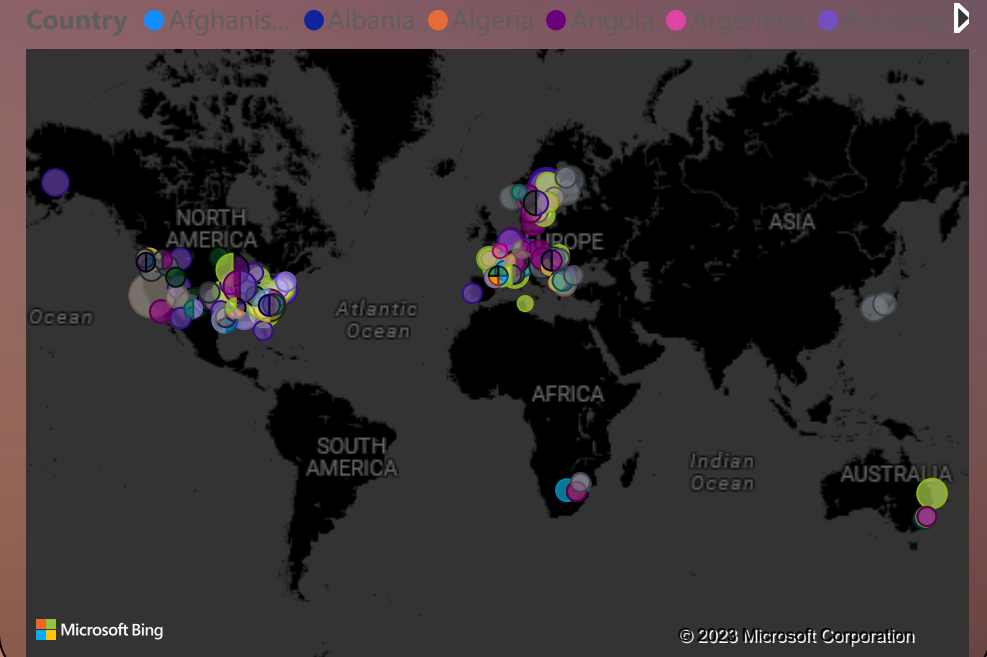 Country Afghanis... Albania Algeria Angola Argentina Australia
NORTH
AMERICA
EUROPE
ASIA
Ocean
Atlantic
Ocean
AFRICA
SOUTH
AMERICA
Indian
Ocean
AUSTRALIA
Microsoft Bing
© 2023 Microsoft Corporation